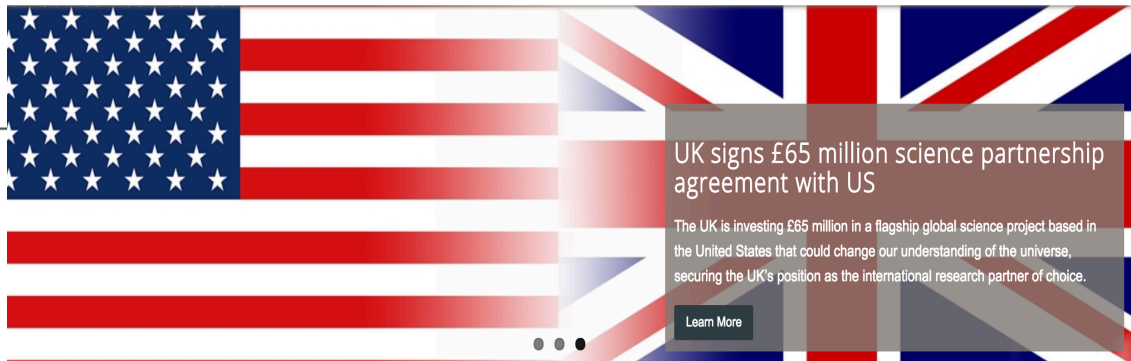 UK signs £65 million science partnership
agreement with US
The UK is investing £65 million in a flagship global science project based in
the United States that could change our understanding of the universe,
securing the UK's position as the international research partner of choice.
Learn More